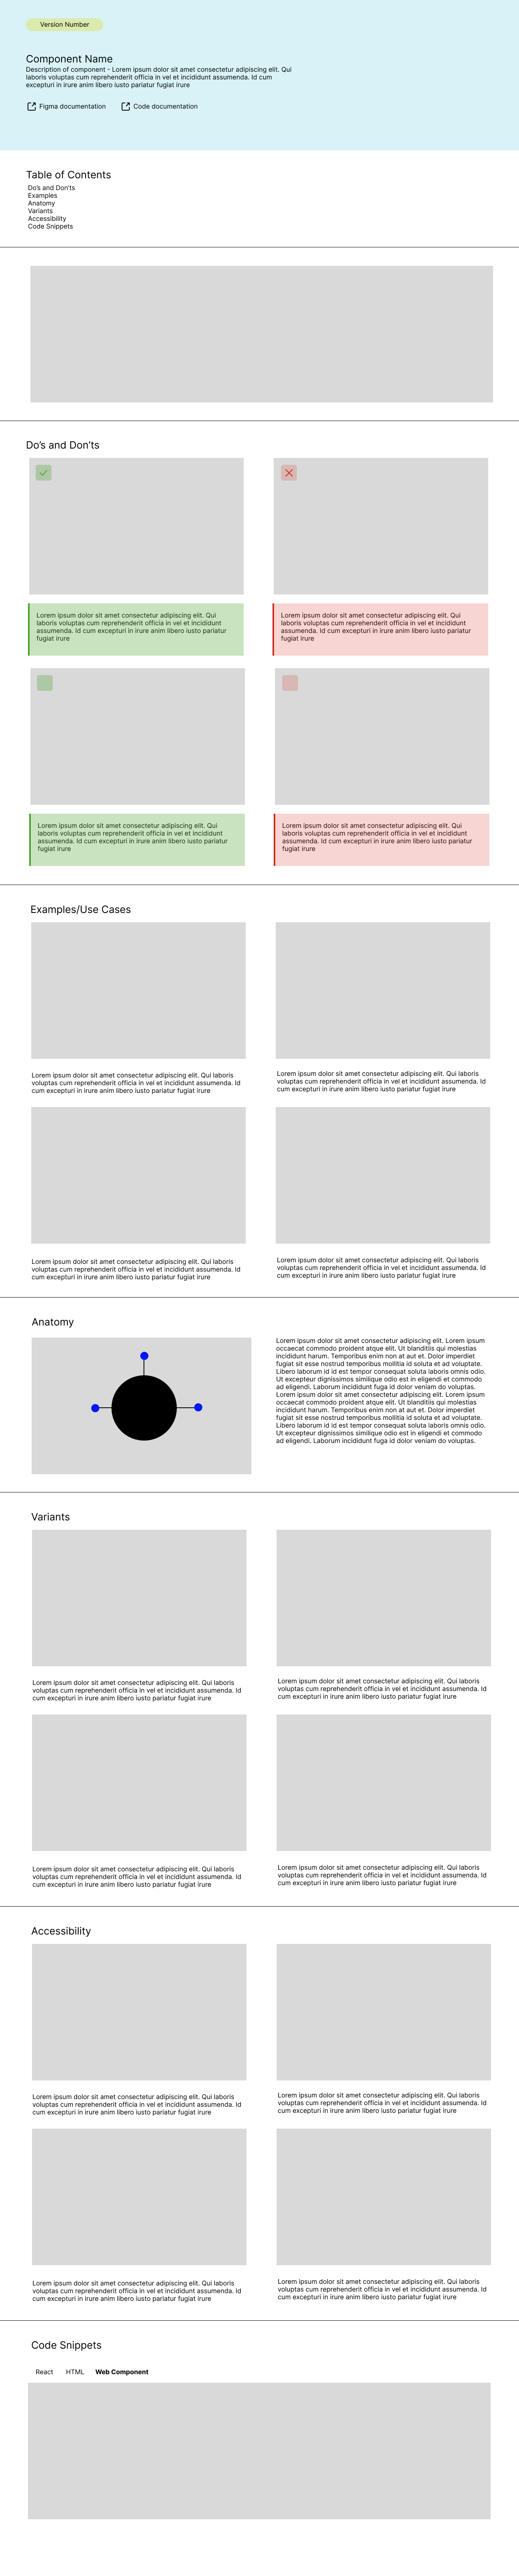 Version Number
Component Name
Description of component - Lorem ipsum dolor sit amet consectetur adipiscing elit. Qui
laboris voluptas cum reprehenderit officia in vel et incididunt assumenda. Id cum
excepturi in irure anim libero iusto pariatur fugiat irure
Figma documentation
Code documentation
Table of Contents
Do's and Don'ts
Examples
Anatomy
Variants
Accessibility
Code Snippets
Do's and Don'ts
Lorem ipsum dolor sit amet consectetur adipiscing elit. Qui
laboris voluptas cum reprehenderit officia in vel et incididunt
assumenda. Id cum excepturi in irure anim libero iusto pariatur
fugiat irure
Lorem ipsum dolor sit amet consectetur adipiscing elit. Qui
laboris voluptas cum reprehenderit officia in vel et incididunt
assumenda. Id cum excepturi in irure anim libero iusto pariatur
fugiat irure
Lorem ipsum dolor sit amet consectetur adipiscing elit. Qui
laboris voluptas cum reprehenderit officia in vel et incididunt
assumenda. Id cum excepturi in irure anim libero iusto pariatur
fugiat irure
Lorem ipsum dolor sit amet consectetur adipiscing elit. Qui
laboris voluptas cum reprehenderit officia in vel et incididunt
assumenda. Id cum excepturi in irure anim libero iusto pariatur
fugiat irure
Examples/Use Cases
Lorem ipsum dolor sit amet consectetur adipiscing elit. Qui laboris
voluptas cum reprehenderit officia in vel et incididunt assumenda. Id
cum excepturi in irure anim libero iusto pariatur fugiat irure
Lorem ipsum dolor sit amet consectetur adipiscing elit. Qui laboris
voluptas cum reprehenderit officia in vel et incididunt assumenda. Id
cum excepturi in irure anim libero iusto pariatur fugiat irure
Lorem ipsum dolor sit amet consectetur adipiscing elit. Qui laboris
voluptas cum reprehenderit officia in vel et incididunt assumenda. Id
cum excepturi in irure anim libero iusto pariatur fugiat irure
Lorem ipsum dolor sit amet consectetur adipiscing elit. Qui laboris
voluptas cum reprehenderit officia in vel et incididunt assumenda. Id
cum excepturi in irure anim libero iusto pariatur fugiat irure
Anatomy
Lorem ipsum dolor sit amet consectetur adipiscing elit. Lorem ipsum
occaecat commodo proident atque elit. Ut blanditiis qui molestias
incididunt harum. Temporibus enim non at aut et. Dolor imperdiet
fugiat sit esse nostrud temporibus mollitia id soluta et ad voluptate.
Libero laborum id id est tempor consequat soluta laboris omnis odio.
Ut excepteur dignissimos similique odio est in eligendi et commodo
ad eligendi. Laborum incididunt fuga id dolor veniam do voluptas.
Lorem ipsum dolor sit amet consectetur adipiscing elit. Lorem ipsum
occaecat commodo proident atque elit. Ut blanditiis qui molestias
incididunt harum. Temporibus enim non at aut et. Dolor imperdiet
fugiat sit esse nostrud temporibus mollitia id soluta et ad voluptate.
Libero laborum id id est tempor consequat soluta laboris omnis odio.
Ut excepteur dignissimos similique odio est in eligendi et commodo
ad eligendi. Laborum incididunt fuga id dolor veniam do voluptas.
Variants
Lorem ipsum dolor sit amet consectetur adipiscing elit. Qui laboris
voluptas cum reprehenderit officia in vel et incididunt assumenda. Id
cum excepturi in irure anim libero iusto pariatur fugiat irure
Lorem ipsum dolor sit amet consectetur adipiscing elit. Qui laboris
voluptas cum reprehenderit officia in vel et incididunt assumenda. Id
cum excepturi in irure anim libero iusto pariatur fugiat irure
Lorem ipsum dolor sit amet consectetur adipiscing elit. Qui laboris
voluptas cum reprehenderit officia in vel et incididunt assumenda. Id
cum excepturi in irure anim libero iusto pariatur fugiat irure
Lorem ipsum dolor sit amet consectetur adipiscing elit. Qui laboris
voluptas cum reprehenderit officia in vel et incididunt assumenda. Id
cum excepturi in irure anim libero iusto pariatur fugiat irure
Accessibility
Lorem ipsum dolor sit amet consectetur adipiscing elit. Qui laboris
voluptas cum reprehenderit officia in vel et incididunt assumenda. Id
cum excepturi in irure anim libero iusto pariatur fugiat irure
Lorem ipsum dolor sit amet consectetur adipiscing elit. Qui laboris
voluptas cum reprehenderit officia in vel et incididunt assumenda. Id
cum excepturi in irure anim libero iusto pariatur fugiat irure
Lorem ipsum dolor sit amet consectetur adipiscing elit. Qui laboris
voluptas cum reprehenderit officia in vel et incididunt assumenda. Id
cum excepturi in irure anim libero iusto pariatur fugiat irure
Lorem ipsum dolor sit amet consectetur adipiscing elit. Qui laboris
voluptas cum reprehenderit officia in vel et incididunt assumenda. Id
cum excepturi in irure anim libero iusto pariatur fugiat irure
Code Snippets
React HTML Web Component